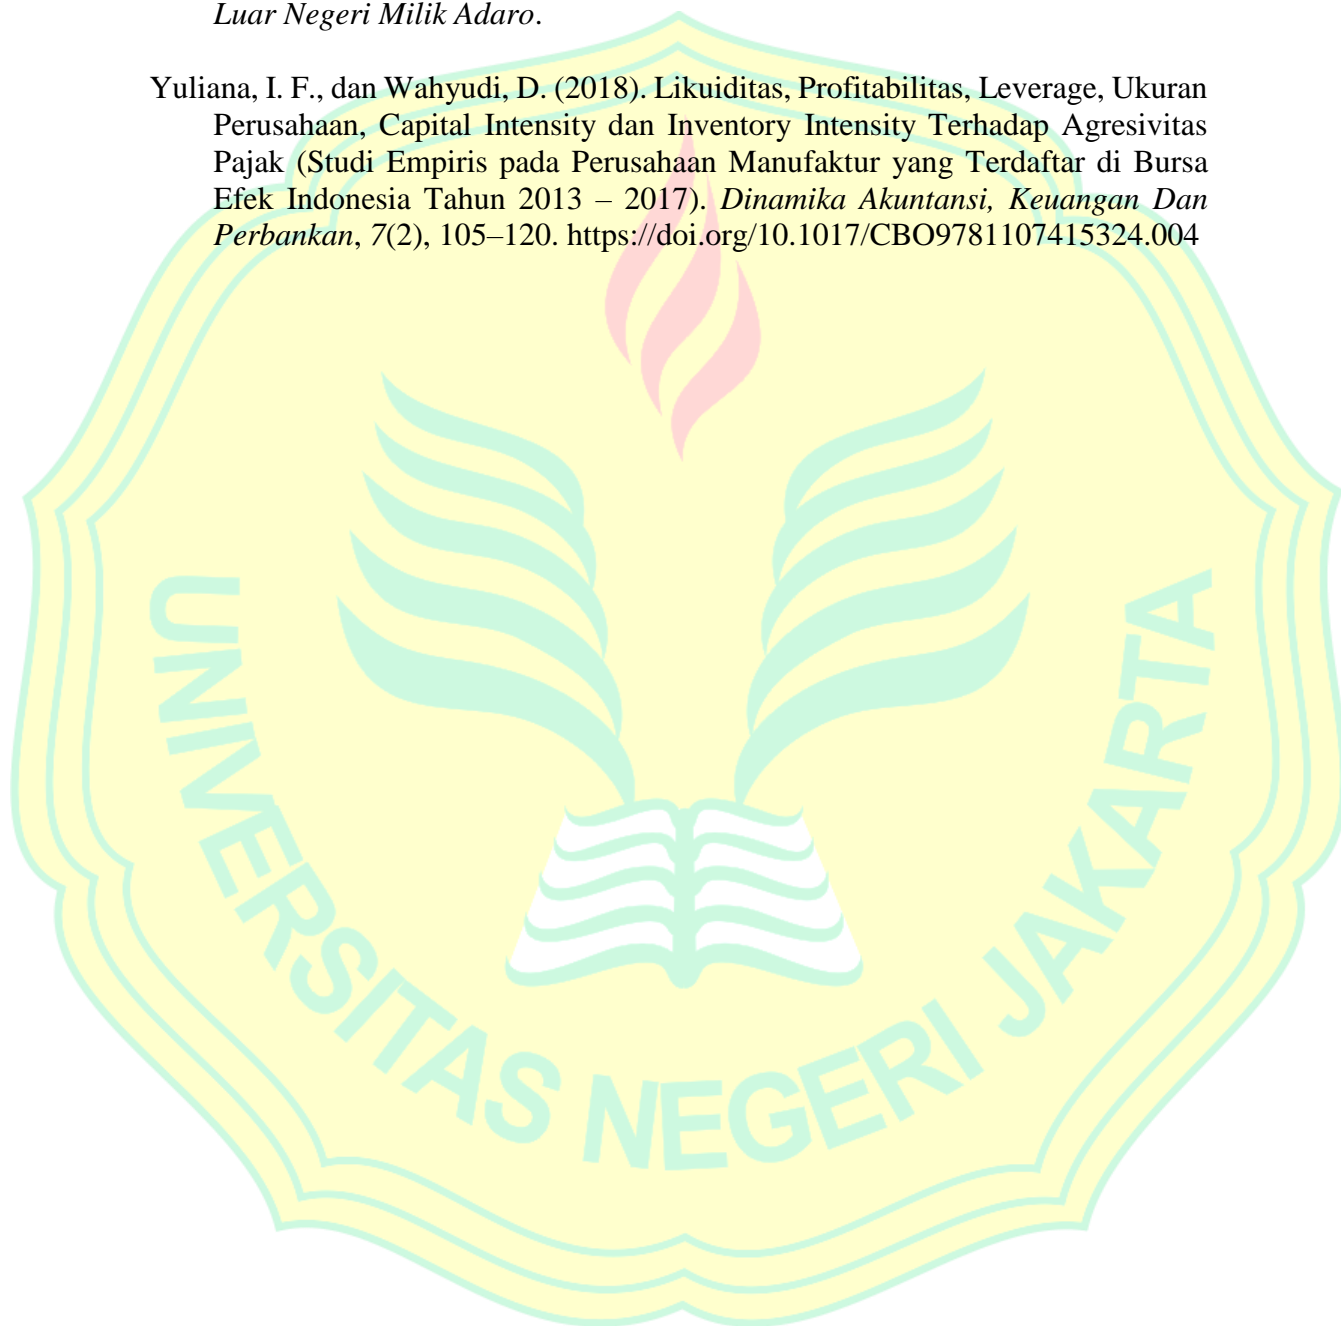 Luar Negeri Milik Adaro.
Yuliana, I. F., dan Wahyudi, D. (2018). Likuiditas, Profitabilitas, Leverage, Ukuran
Perusahaan, Capital Intensity dan Inventory Intensity Terhadap Agresivitas
Pajak (Studi Empiris pada Perusahaan Manufaktur yang Terdaftar di Bursa
Efek Indonesia Tahun 2013 – 2017). Dinamika Akuntansi, Keuangan Dan
Perbankan, 7(2), 105–120. https://doi.org/10.1017/CBO9781107415324.004
UNIVERSITAS NEGERI JAKARTA